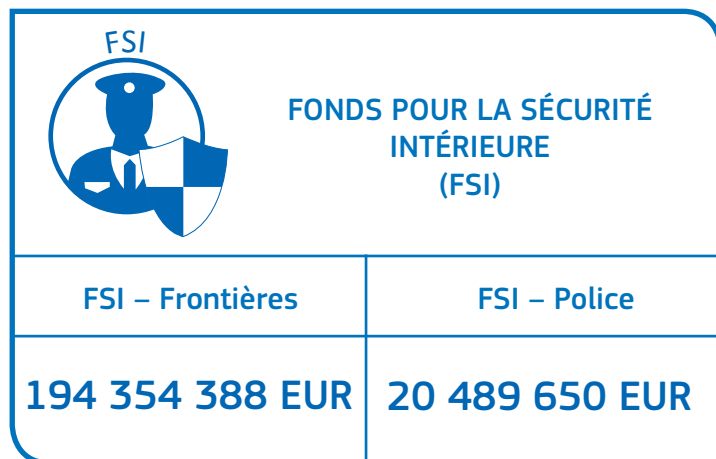 FSI
FONDS POUR LA SÉCURITÉ
INTÉRIEURE
(FSI)
FSI – Frontières
FSI – Police
194 354 388 EUR
20 489 650 EUR